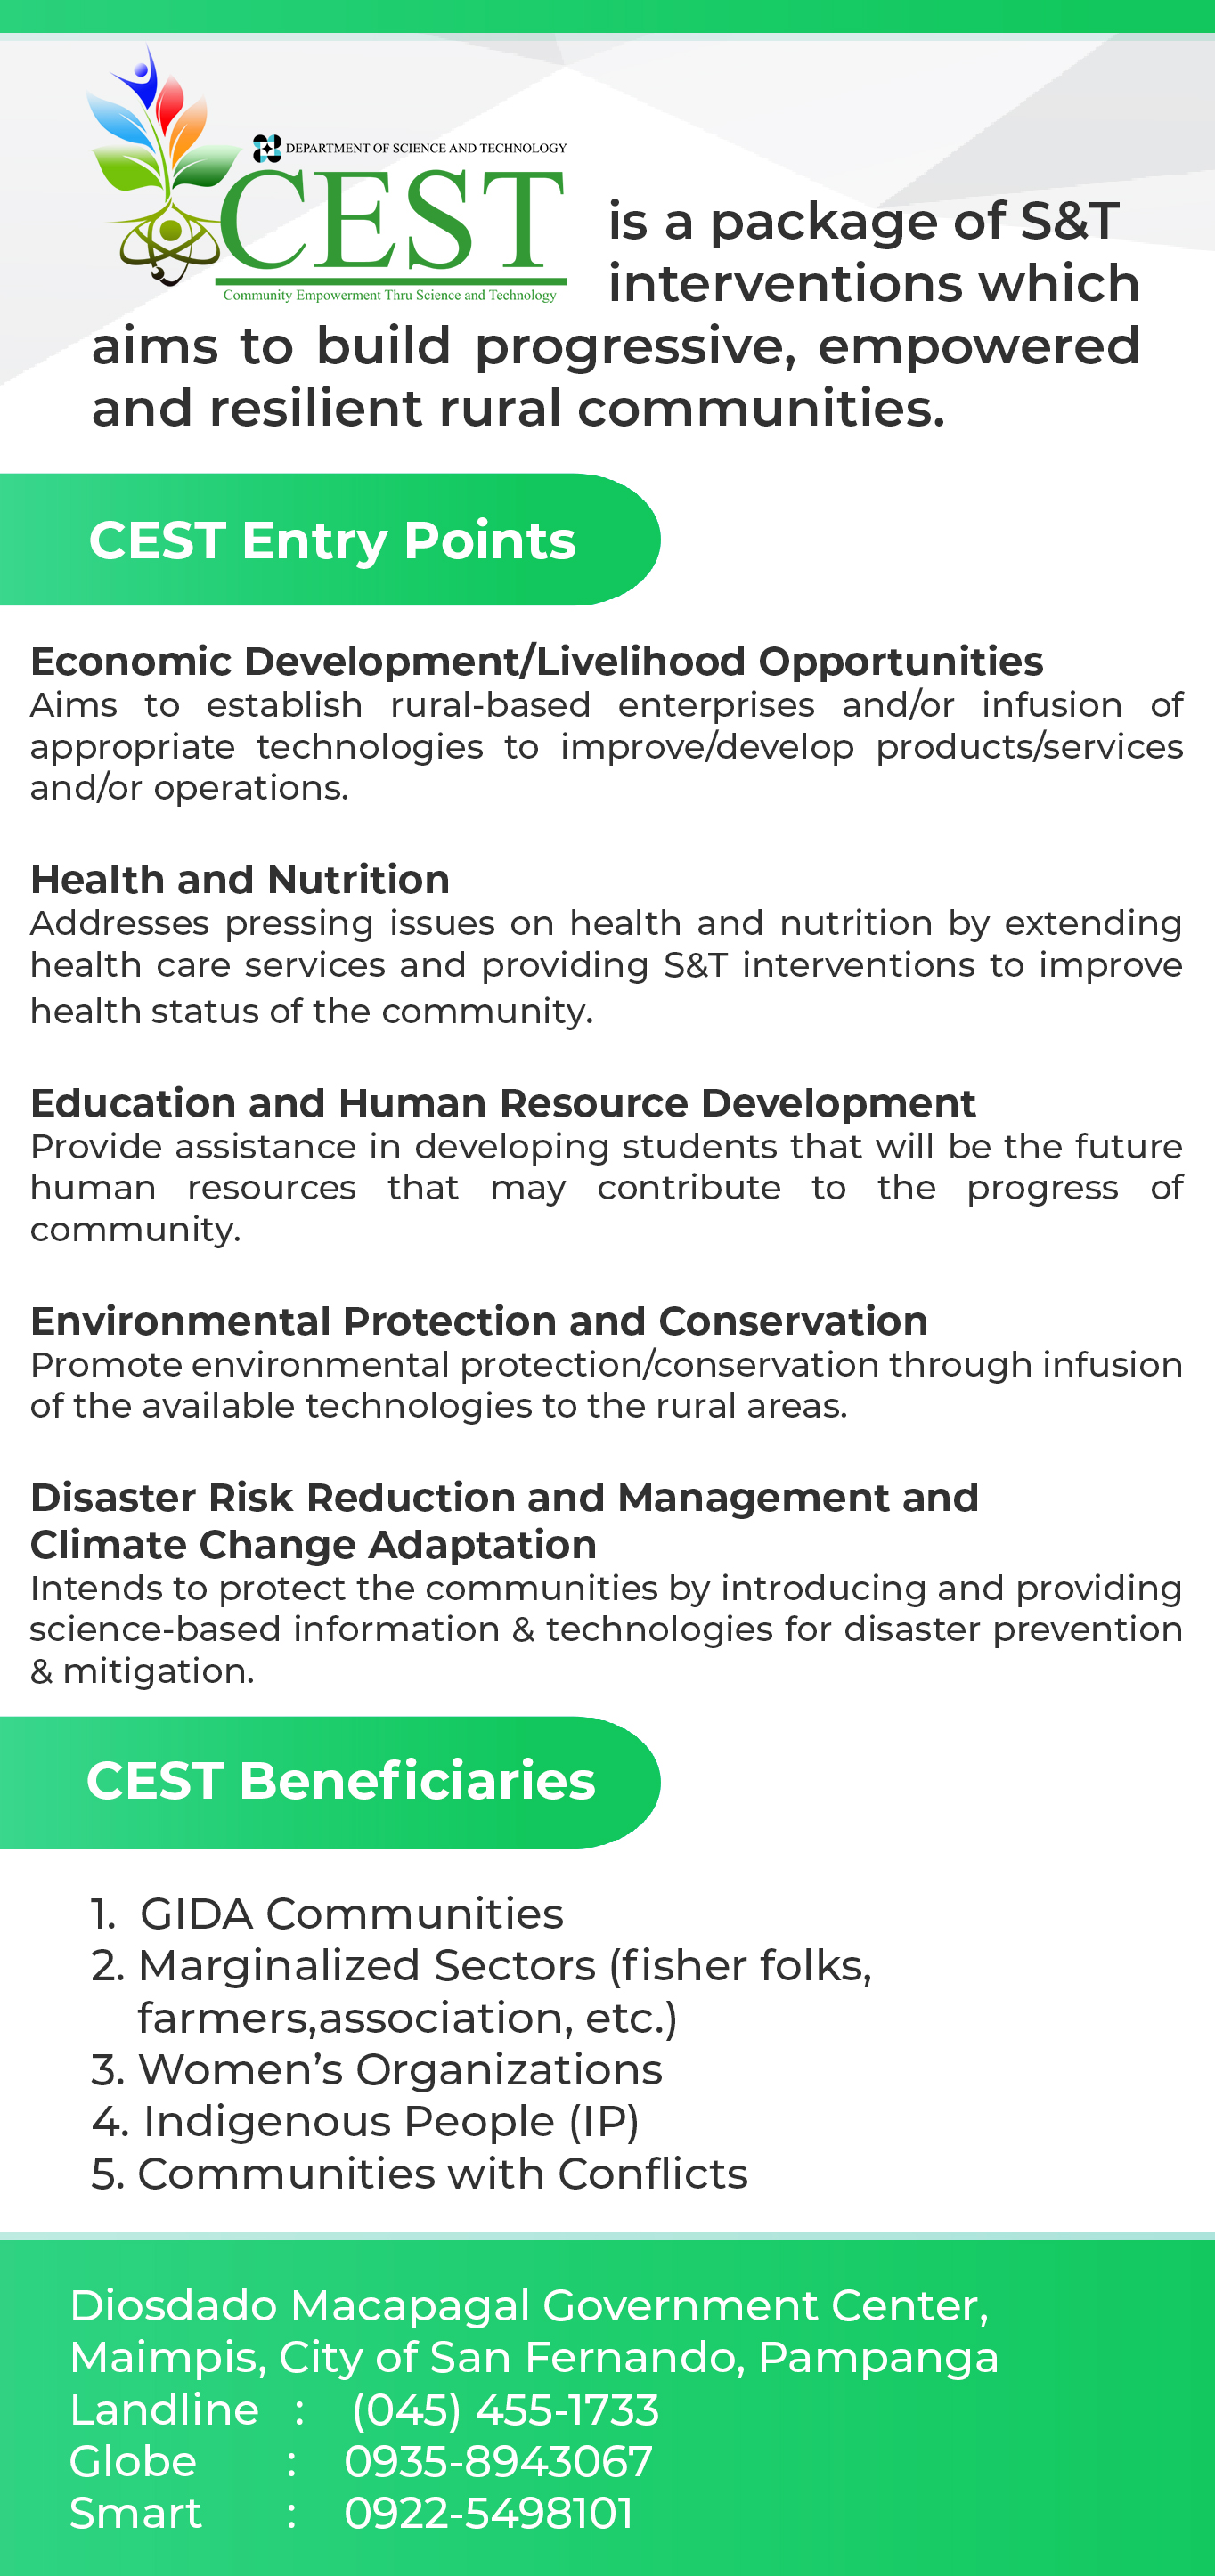 DEPARTMENT OF SCIENCE AND TECHNOLOGY
CEST
Community Empowerment Thru Science and Technology
is a package of S&T
interventions which
aims to build progressive, empowered
and resilient rural communities.
CEST Entry Points
Economic Development/Livelihood Opportunities
Aims to establish rural-based enterprises and/or infusion of
appropriate technologies to improve/develop products/services
and/or operations.
Health and Nutrition
Addresses pressing issues on health and nutrition by extending
health care services and providing S&T interventions to improve
health status of the community.
Education and Human Resource Development
Provide assistance in developing students that will be the future
human resources that may contribute to the progress of
community.
Environmental Protection and Conservation
Promote environmental protection/conservation through infusion
of the available technologies to the rural areas.
Disaster Risk Reduction and Management and
Climate Change Adaptation
Intends to protect the communities by introducing and providing
science-based information & technologies for disaster prevention
& mitigation.
CEST Beneficiaries
1. GIDA Communities
2. Marginalized Sectors (fisher folks,
farmers,association, etc.)
3. Women’s Organizations
4. Indigenous People (IP)
5. Communities with Conflicts
Diosdado Macapagal Government Center,
Maimpis, City of San Fernando, Pampanga
Landline : (045) 455-1733
Globe : 0935-8943067
Smart : 0922-5498101